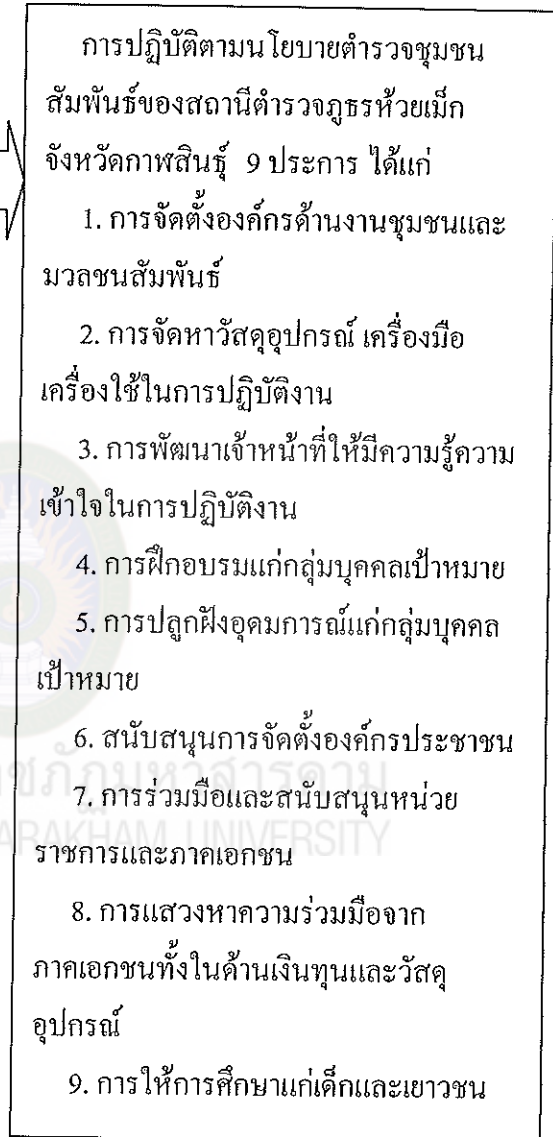 การปฏิบัติตามนโยบายตำรวจชุมชน
สัมพันธ์ของสถานีตำรวจภูธรห้วยเม็ก
จังหวัดกาฬสินธุ์ 9 ประการ ได้แก่
1. การจัดตั้งองค์กรด้านงานชุมชนและ
มวลชนสัมพันธ์
2. การจัดหาวัสดุอุปกรณ์ เครื่องมือ
เครื่องใช้ในการปฏิบัติงาน
3. การพัฒนาเจ้าหน้าที่ให้มีความรู้ความ
เข้าใจในการปฏิบัติงาน
4. การฝึกอบรมแก่กลุ่มบุคคลเป้าหมาย
5. การปลูกฝังอุดมการณ์แก่กลุ่มบุคคล
เป้าหมาย
6. สนับสนุนการจัดตั้งองค์กรประชาชน
7. การร่วมมือและสนับสนุนหน่วย
ราชการและภาคเอกชน
8. การแสวงหาความร่วมมือจาก
ภาคเอกชนทั้งในด้านเงินทุนและวัสดุ
อุปกรณ์
9. การให้การศึกษาแก่เด็กและเยาวชน
ชภัฏมหาสารคาม
ARAKHAM UNIVERSITY